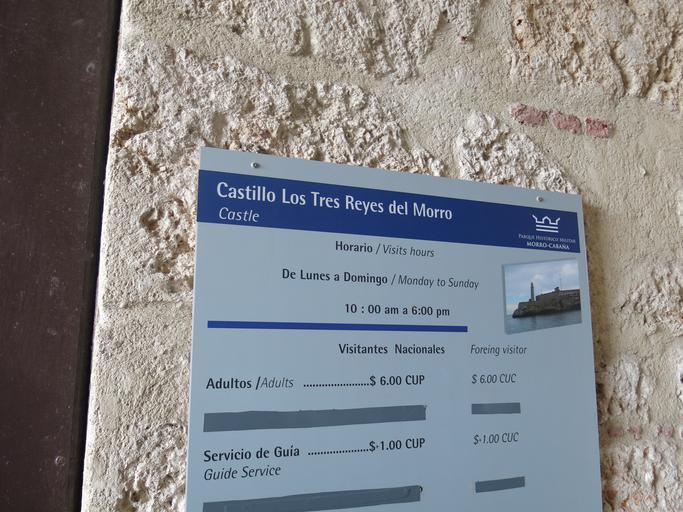 Castillo Los Tres Reyes del Morro
Castle
PARQUE HISTÓRICO MILITAR
MORRO-CABAÑA
Horario / Visits hours
De Lunes a Domingo / Monday to Sunday
10 : 00 am a 6:00 pm
Visitantes Nacionales Foreing visitor
Adultos /Adults ......................$ 6.00 CUP $ 6.00 CUC
Servicio de Guía ....................$-1.00 CUP $-1.00 CUC
Guide Service